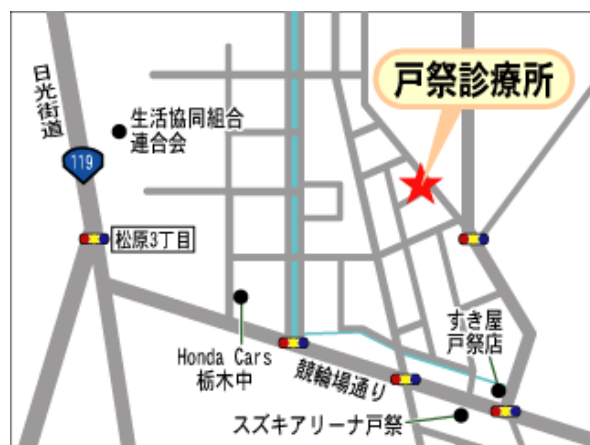 戸祭診療所
日光街道
生活協同組合
連合会
119
松原3丁目
すき屋
戸祭店
Honda Cars
栃木中
競輪場通り
スズキアリーナ戸祭